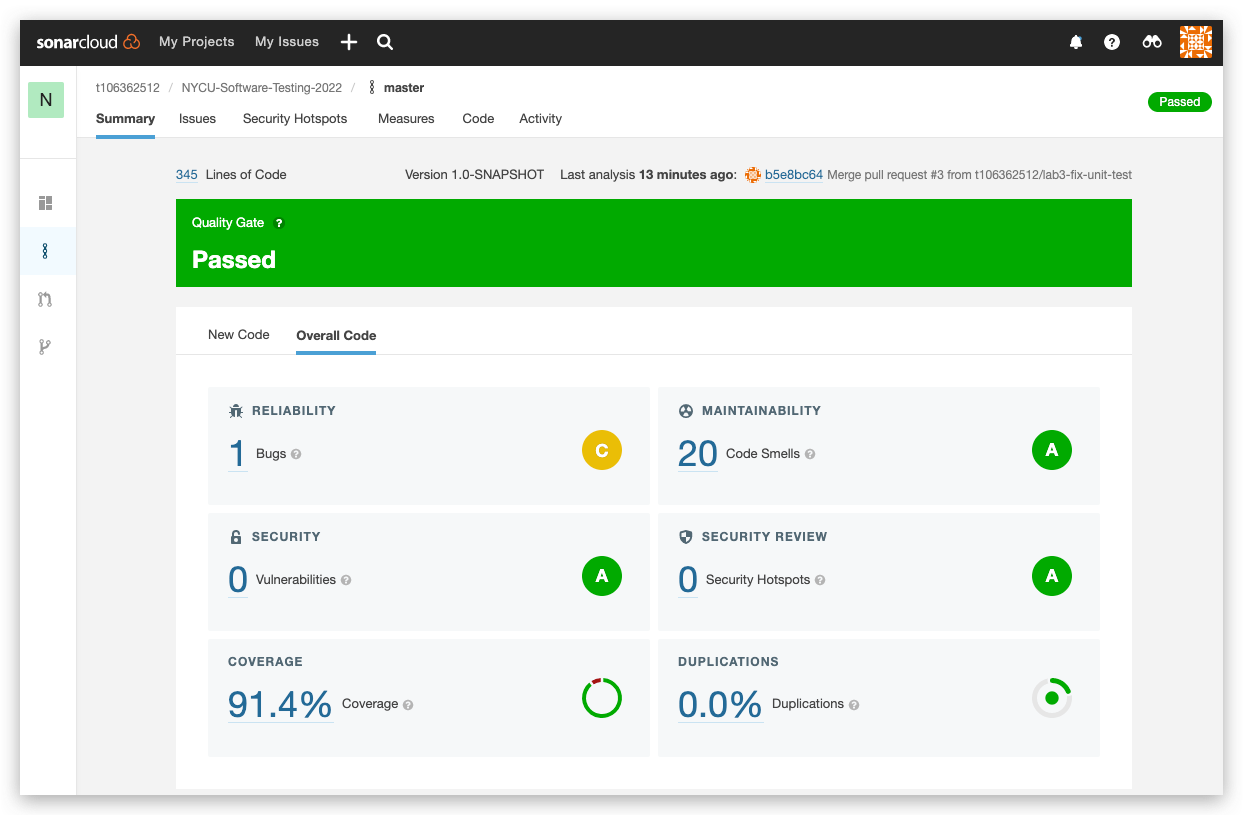 sonarcloud My Projects My Issues
N
t106362512 / NYCU-Software-Testing-2022 / master
Passed
Summary Issues Security Hotspots Measures Code Activity
345 Lines of Code Version 1.0-SNAPSHOT Last analysis 13 minutes ago: b5e8bc64 Merge pull request #3 from t106362512/lab3-fix-unit-test
Quality Gate ?
Passed
New Code Overall Code
RELIABILITY
1 Bugs ?
C
MAINTAINABILITY
20 Code Smells ?
A
SECURITY
0 Vulnerabilities ?
A
SECURITY REVIEW
0 Security Hotspots ?
A
COVERAGE
91.4% Coverage ?
DUPLICATIONS
0.0% Duplications ?